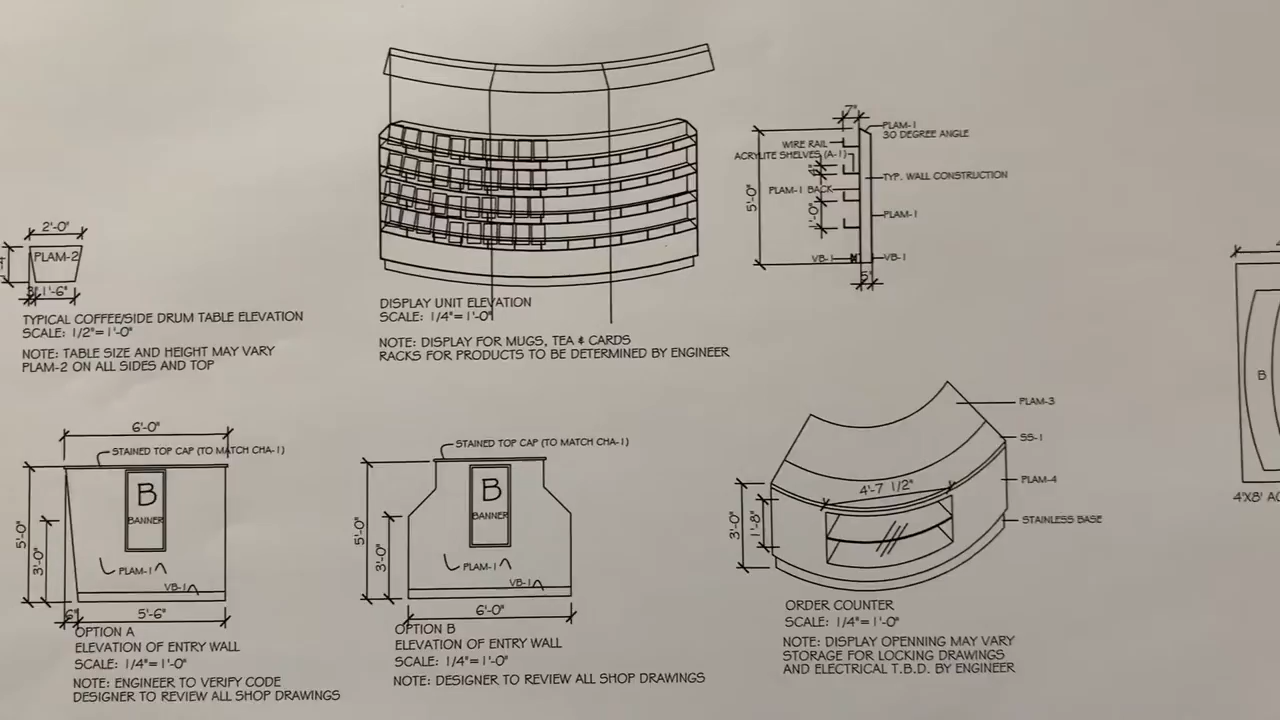 2'-0"
PLAM-2
3"
1'-6"
TYPICAL COFFEE/SIDE DRUM TABLE ELEVATION
SCALE: 1/2"= 1'-0"
NOTE: TABLE SIZE AND HEIGHT MAY VARY
PLAM-2 ON ALL SIDES AND TOP
DISPLAY UNIT ELEVATION
SCALE: 1/4"= 1'-0"
NOTE: DISPLAY FOR MUGS, TEA & CARDS
RACKS FOR PRODUCTS TO BE DETERMINED BY ENGINEER
7"
PLAM-1
30 DEGREE ANGLE
WIRE RAIL
ACRYLITE SHELVES (A-1)
4"
TYP. WALL CONSTRUCTION
PLAM-1 BACK
5'-0"
1'-0"
PLAM-1
VB-1
VB-1
5"
6'-0"
STAINED TOP CAP (TO MATCH CHA-1)
B
BANNER
5'-0"
3'-0"
PLAM-1
VB-1
6"
5'-6"
OPTION A
ELEVATION OF ENTRY WALL
SCALE: 1/4"= 1'-0"
NOTE: ENGINEER TO VERIFY CODE
DESIGNER TO REVIEW ALL SHOP DRAWINGS
STAINED TOP CAP (TO MATCH CHA-1)
B
BANNER
5'-0"
3'-0"
PLAM-1
VB-1
6'-0"
OPTION B
ELEVATION OF ENTRY WALL
SCALE: 1/4"= 1'-0"
NOTE: DESIGNER TO REVIEW ALL SHOP DRAWINGS
PLAM-3
SS-1
PLAM-4
STAINLESS BASE
4'-7 1/2"
3'-0"
1'-8"
ORDER COUNTER
SCALE: 1/4"= 1'-0"
NOTE: DISPLAY OPENNING MAY VARY
STORAGE FOR LOCKING DRAWINGS
AND ELECTRICAL T.B.D. BY ENGINEER
B
4'X8' AC